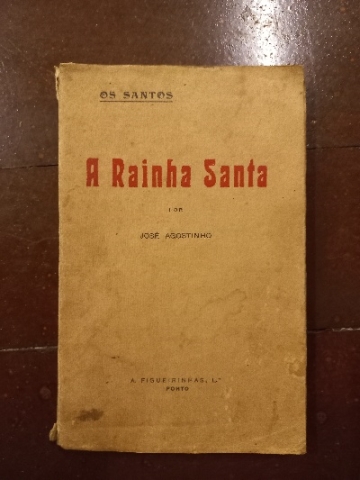 OS SANTOS
A Rainha Santa
POR
JOSÉ AGOSTINHO
A. FIGUEIRINHAS, L.da
PORTO